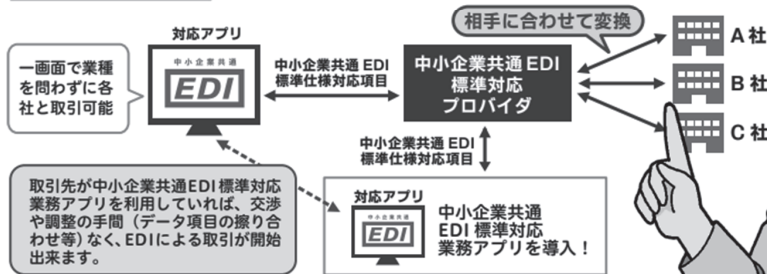 対応アプリ
一画面で業種
を問わずに各
社と取引可能
中小企業共通
EDI
中小企業共通 EDI
標準仕様対応項目
中小企業共通 EDI
標準対応
プロバイダ
相手に合わせて変換
A 社
B 社
C 社
中小企業共通 EDI
標準仕様対応項目
取引先が中小企業共通EDI標準対応
業務アプリを利用していれば、交渉
や調整の手間（データ項目の擦り合
わせ等）なく、EDIによる取引が開始
出来ます。
対応アプリ
中小企業共通
EDI
中小企業共通
EDI 標準対応
業務アプリを導入！